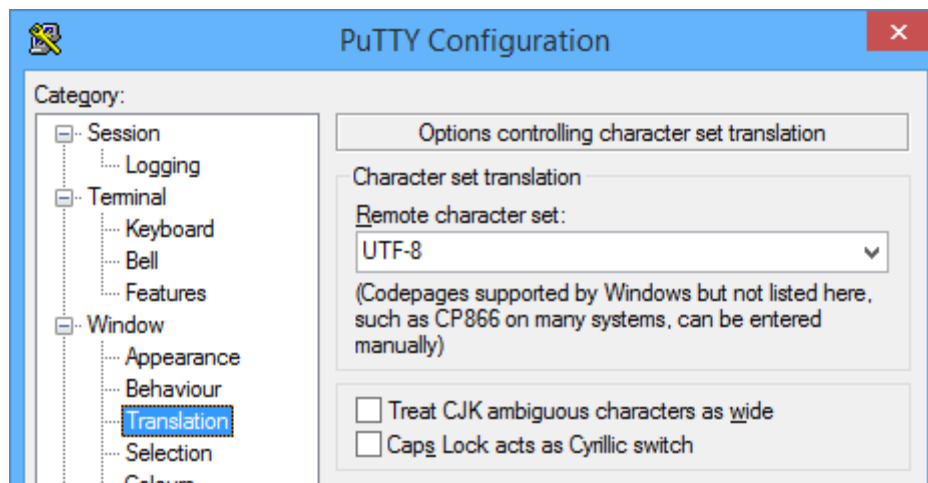 PuTTY Configuration
Category:
Session
Logging
Terminal
Keyboard
Bell
Features
Window
Appearance
Behaviour
Translation
Selection
Colours
Options controlling character set translation
Character set translation
Remote character set:
UTF-8
(Codepages supported by Windows but not listed here,
such as CP866 on many systems, can be entered
manually)
Treat CJK ambiguous characters as wide
Caps Lock acts as Cyrillic switch